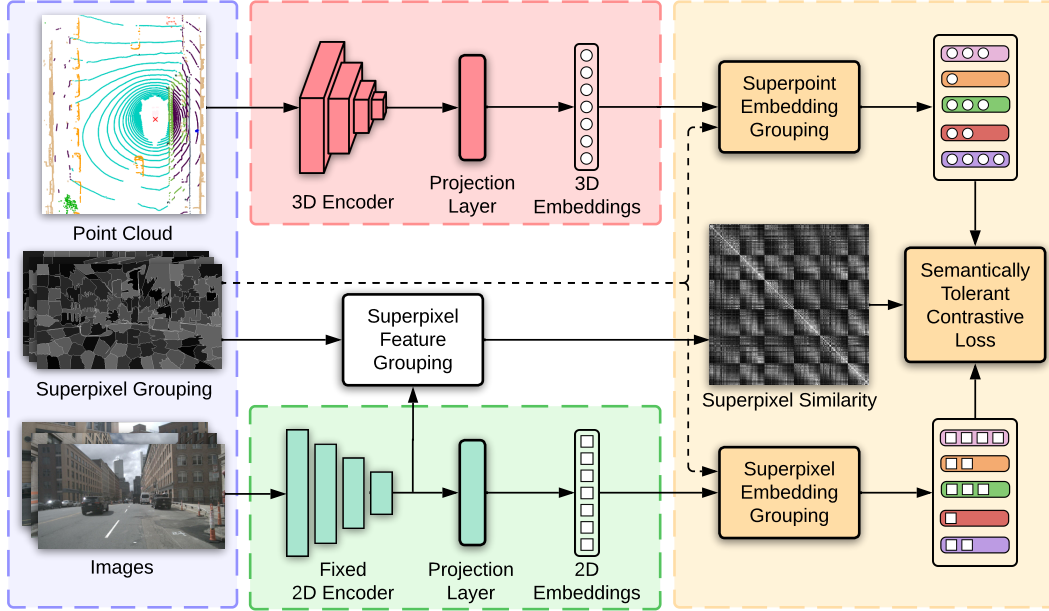 Point Cloud
Superpixel Grouping
Images
3D Encoder
Projection
Layer
3D
Embeddings
Superpixel
Feature
Grouping
Fixed
2D Encoder
Projection
Layer
2D
Embeddings
Superpoint
Embedding
Grouping
Superpixel Similarity
Semantically
Tolerant
Contrastive
Loss
Superpixel
Embedding
Grouping